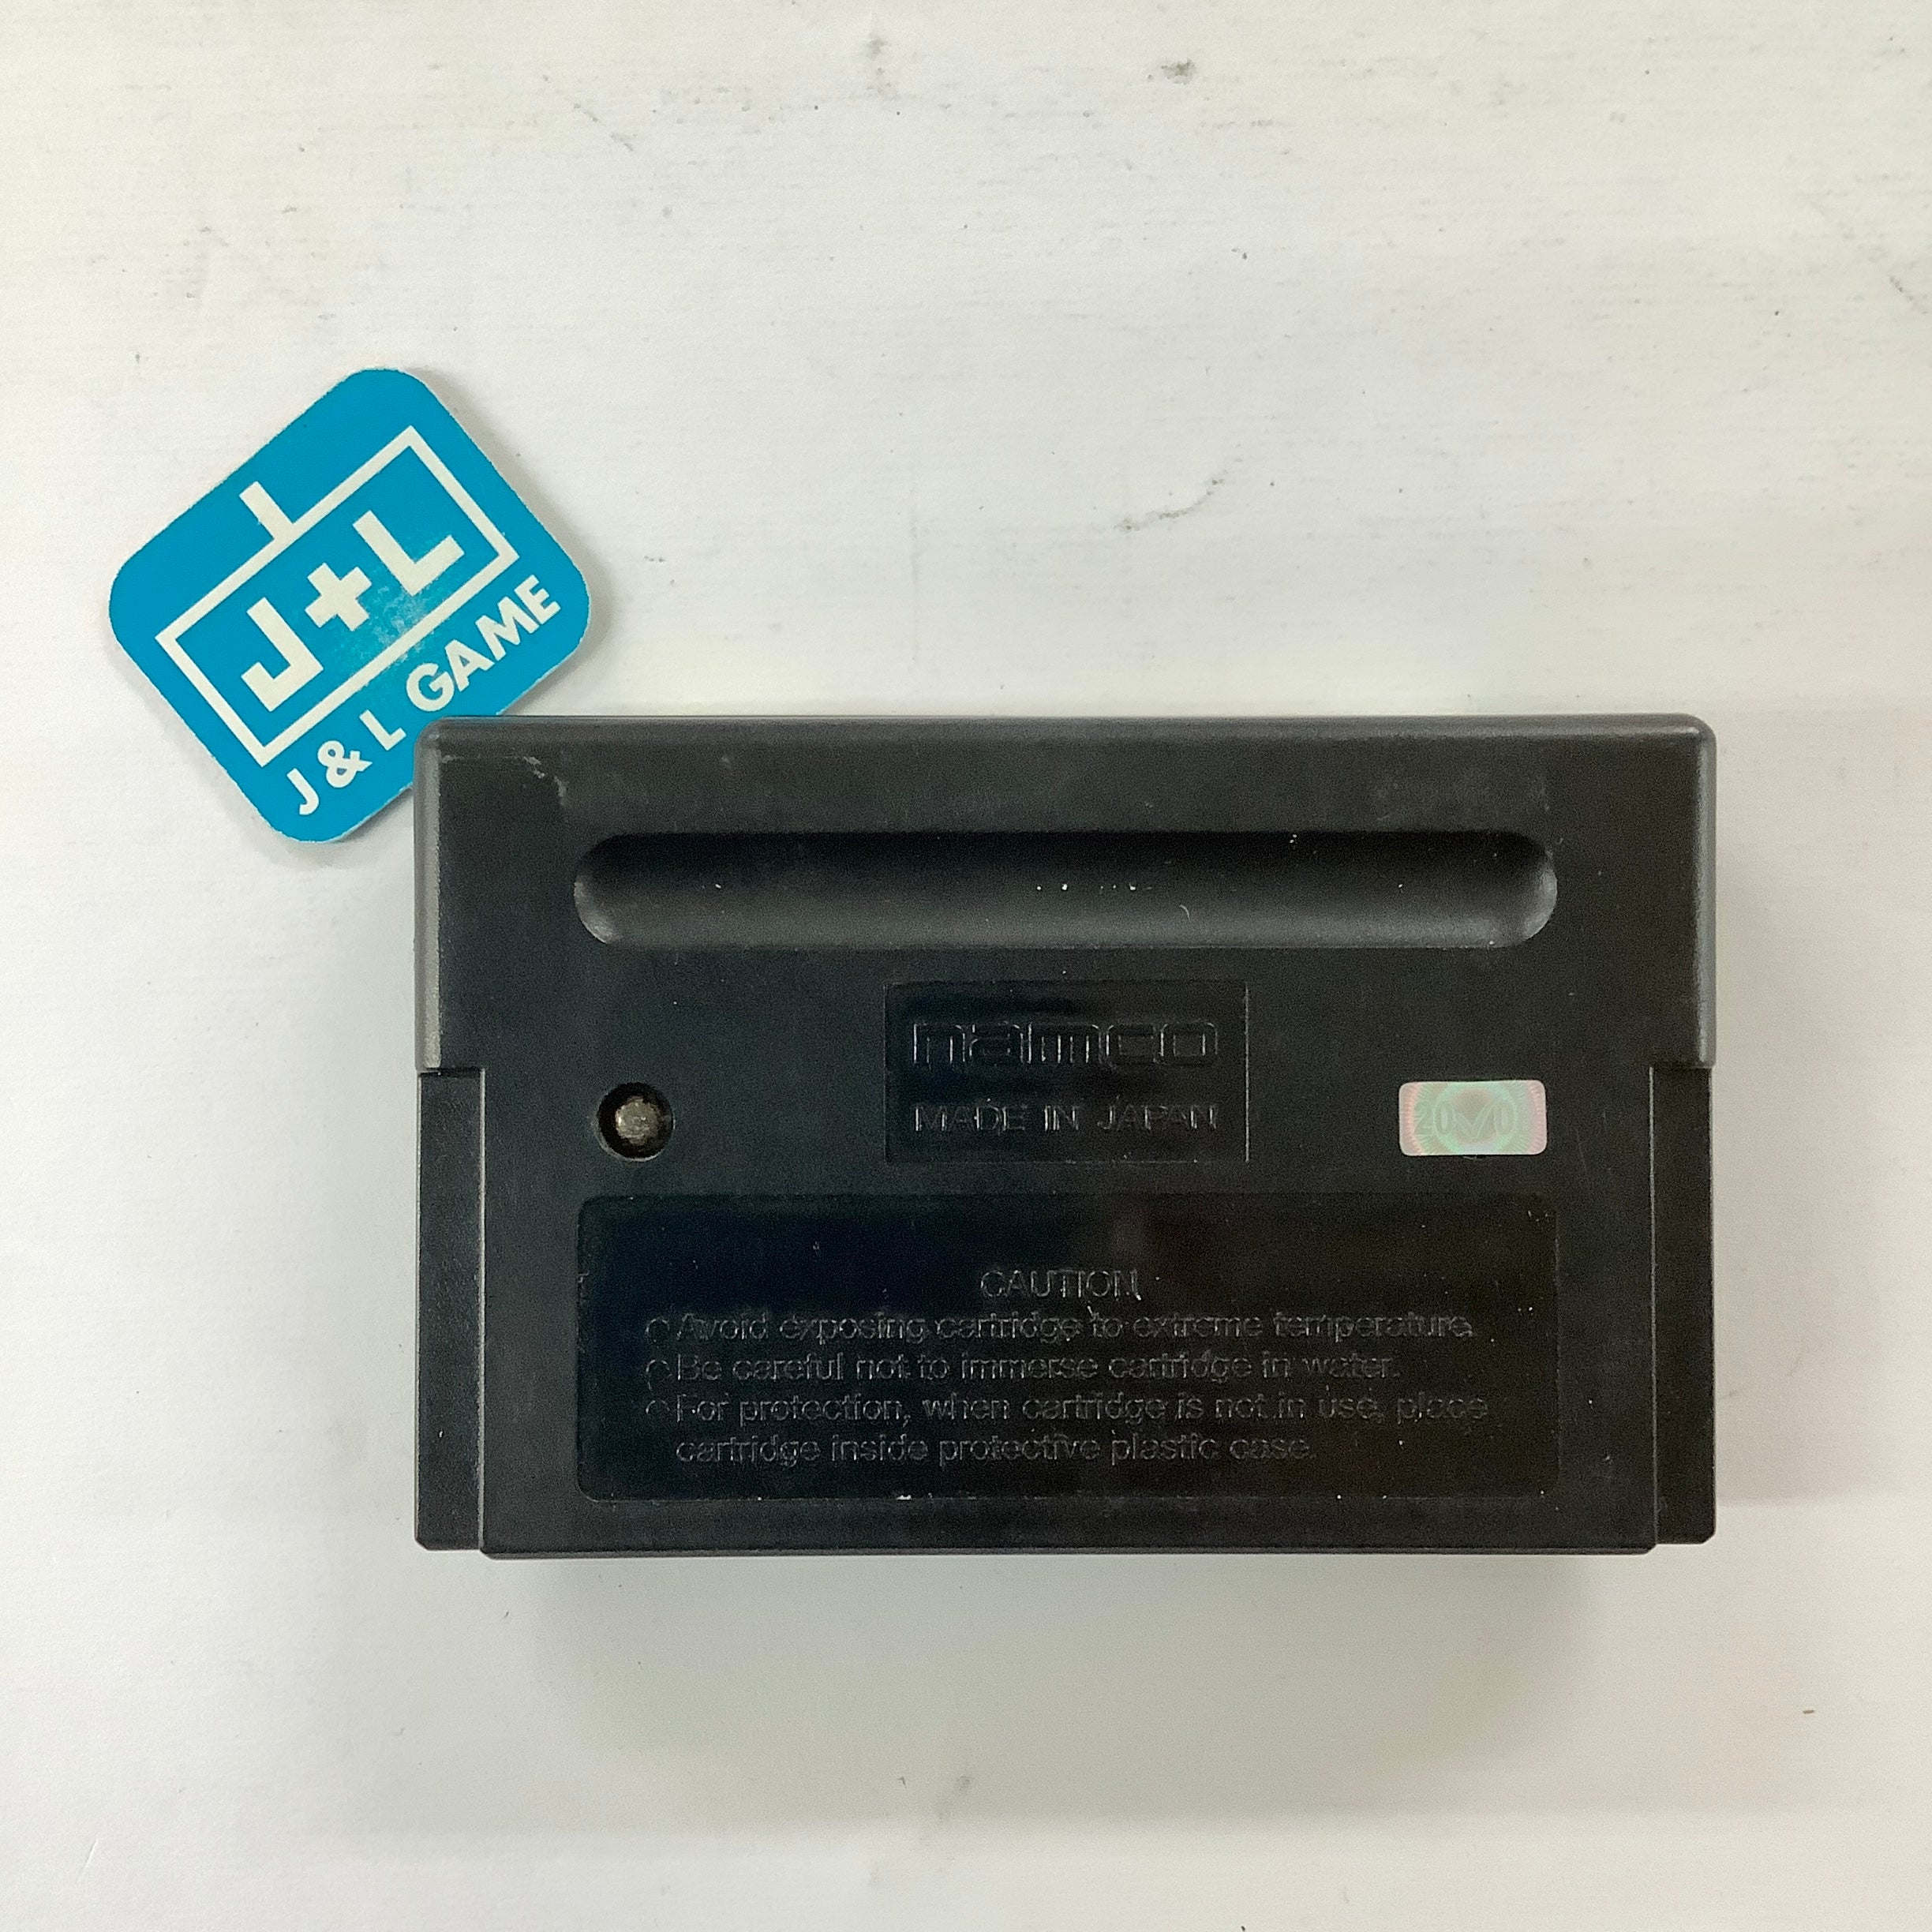 J+L
J & L GAME
namco
MADE IN JAPAN
CAUTION
Avoid exposing cartridge to extreme temperature.
Be careful not to immerse cartridge in water.
For protection, when cartridge is not in use, place
cartridge inside protective plastic case.